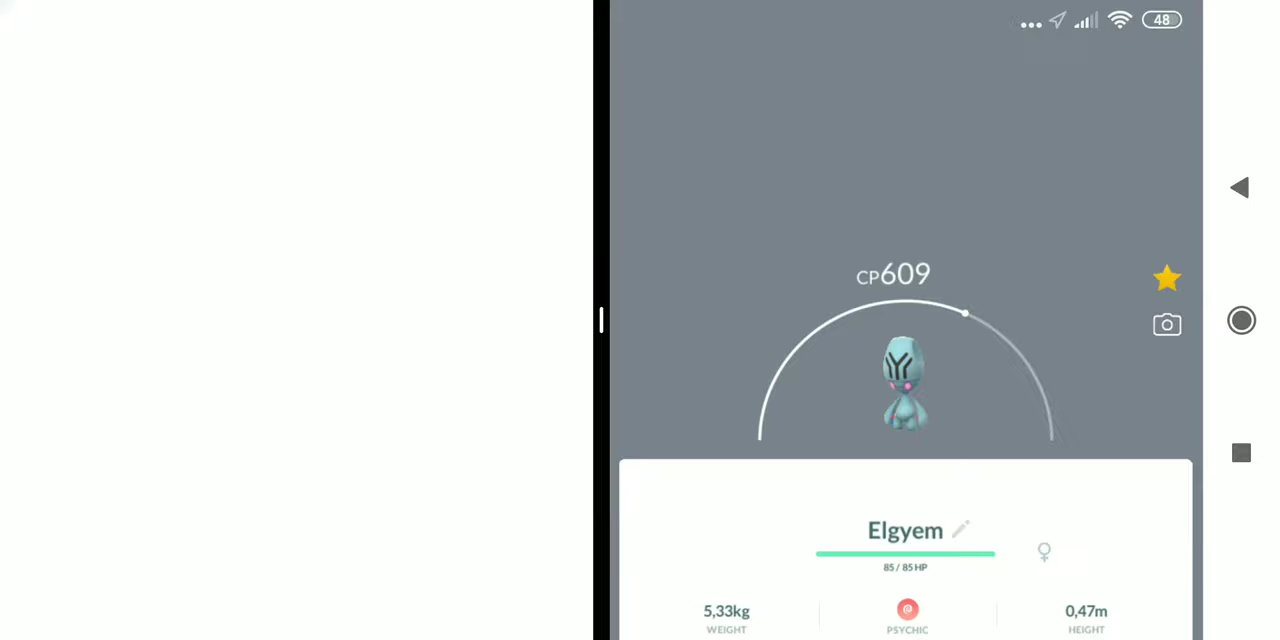 48
CP609
Elgyem
85 / 85 HP
5,33kg
WEIGHT
PSYCHIC
0,47m
HEIGHT